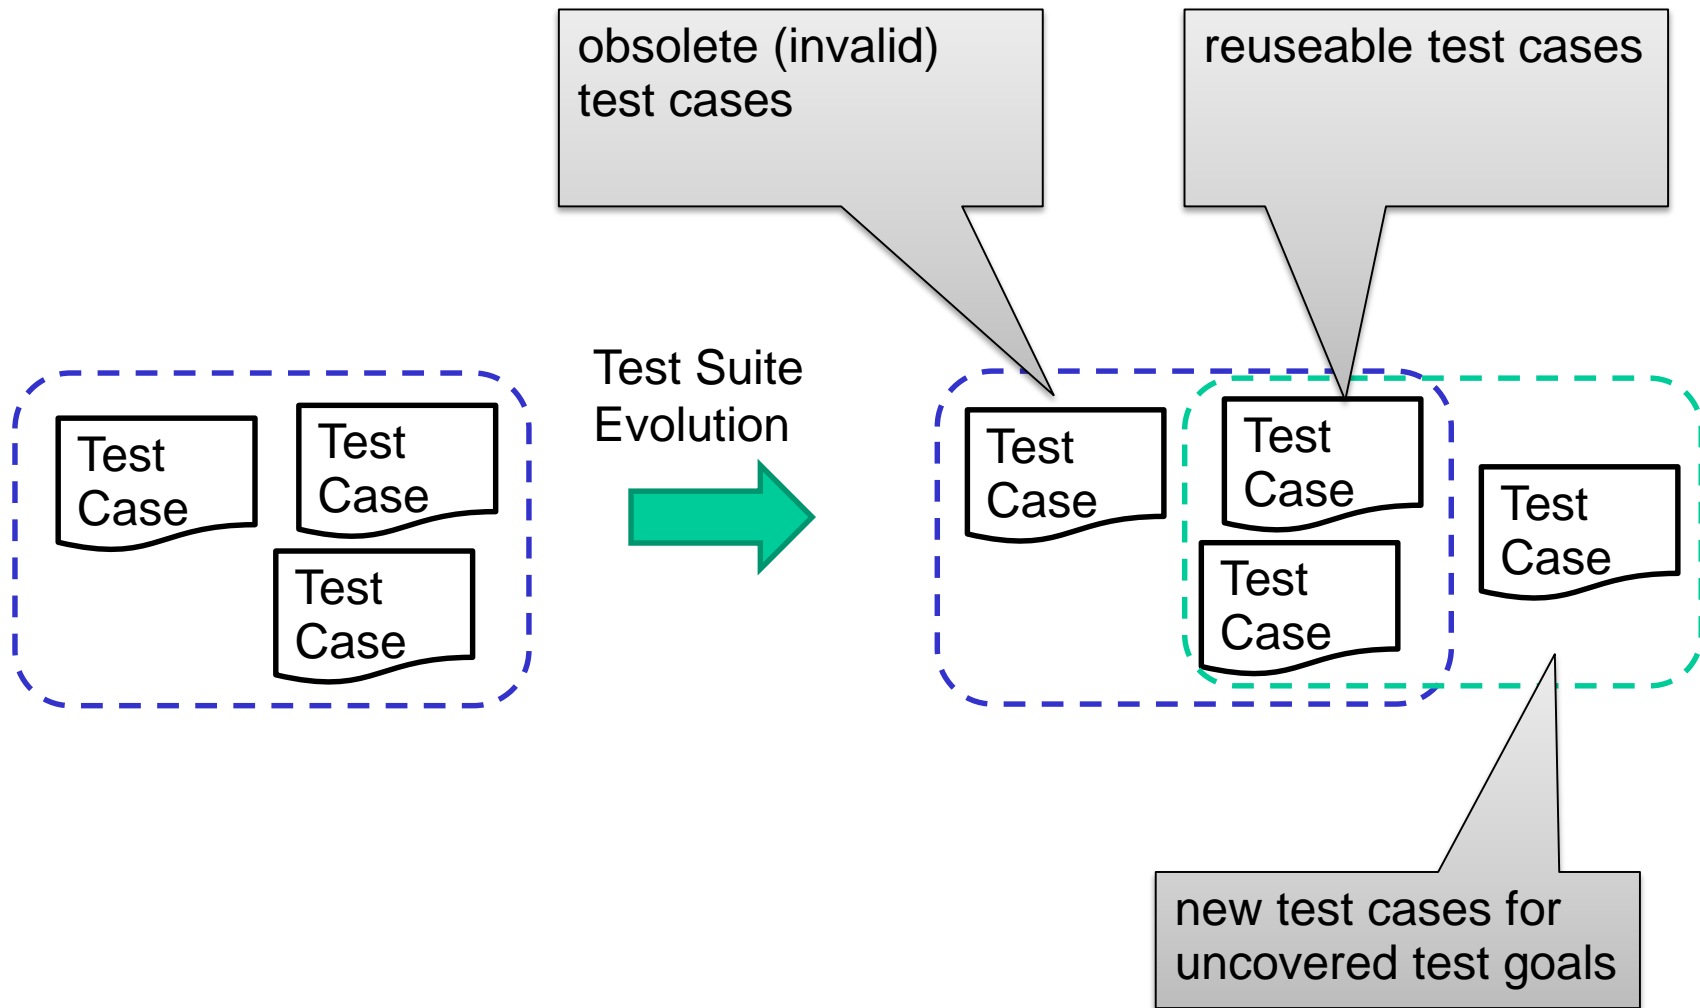 obsolete (invalid)
test cases
reuseable test cases
Test Suite
Evolution
Test
Case
Test
Case
Test
Case
Test
Case
Test
Case
Test
Case
Test
Case
new test cases for
uncovered test goals